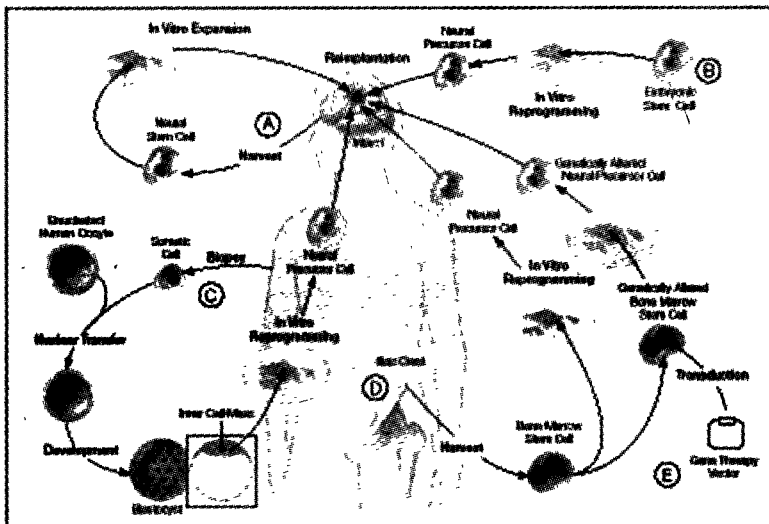 In Vitro Expansion
Reimplantation
Neural
Precursor Cell
B
Embryonic
Stem Cell
In Vitro
Reprogramming
A
Neural
Stem Cell
Harvest
Infarct
Genetically Altered
Neural Precursor Cell
Unfertilized
Human Oocyte
Somatic
Cell
Biopsy
C
Neural
Precursor Cell
Neural
Precursor Cell
In Vitro
Reprogramming
In Vitro
Reprogramming
Genetically Altered
Bone Marrow
Stem Cell
Nuclear Transfer
Iliac Crest
D
Transduction
Inner Cell Mass
Development
Harvest
Bone Marrow
Stem Cell
E
Gene Therapy
Vector
Blastocyst